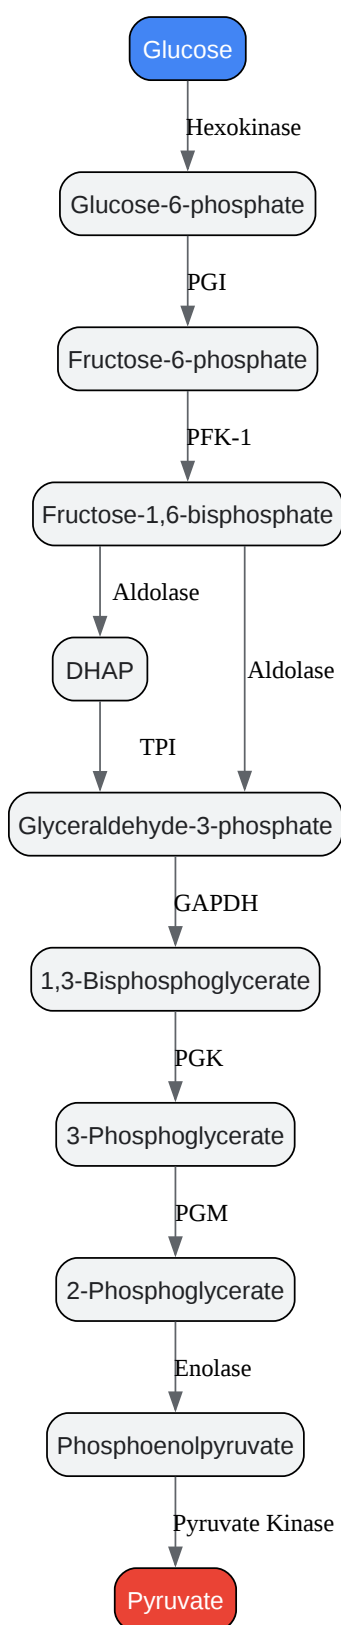 Glucose
Hexokinase
Glucose-6-phosphate
PGI
Fructose-6-phosphate
PFK-1
Fructose-1,6-bisphosphate
Aldolase
DHAP
Aldolase
TPI
Glyceraldehyde-3-phosphate
GAPDH
1,3-Bisphosphoglycerate
PGK
3-Phosphoglycerate
PGM
2-Phosphoglycerate
Enolase
Phosphoenolpyruvate
Pyruvate Kinase
Pyruvate